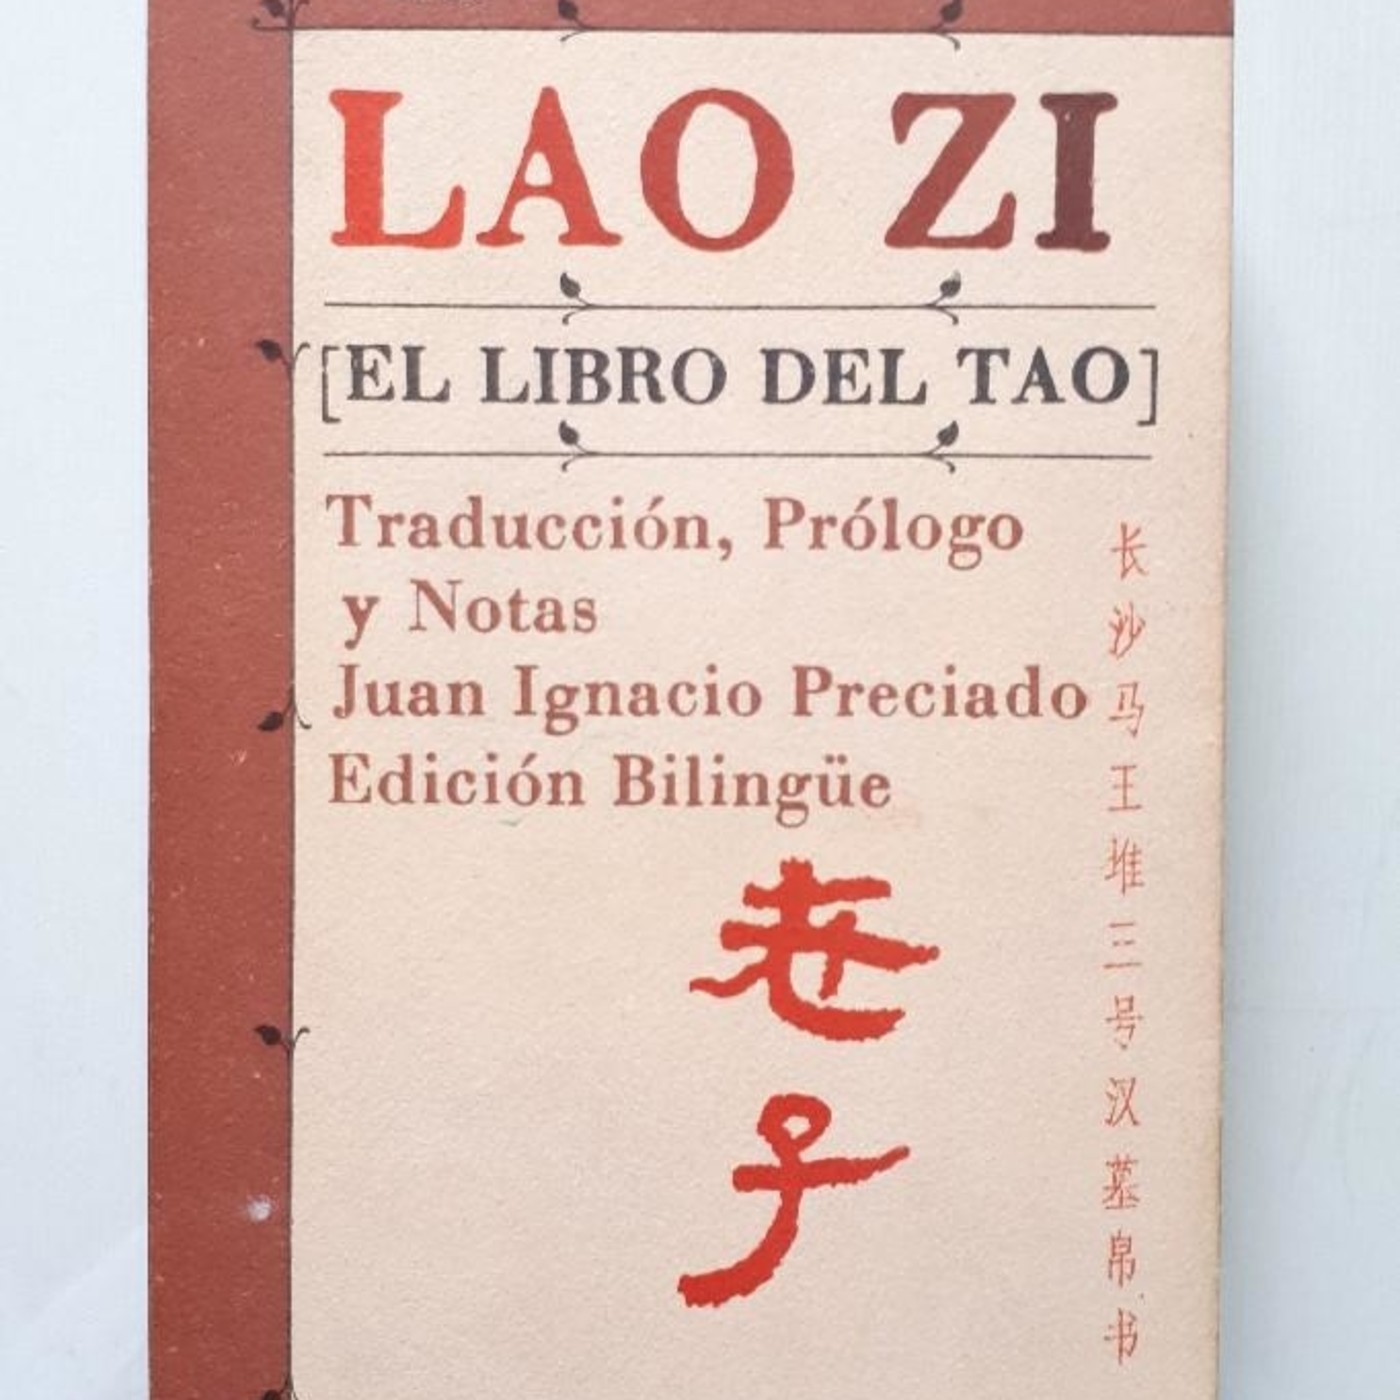 LAO ZI
[EL LIBRO DEL TAO]
Traducción, Prólogo
y Notas
Juan Ignacio Preciado
Edición Bilingüe
老子
长沙马王堆三号汉墓帛书